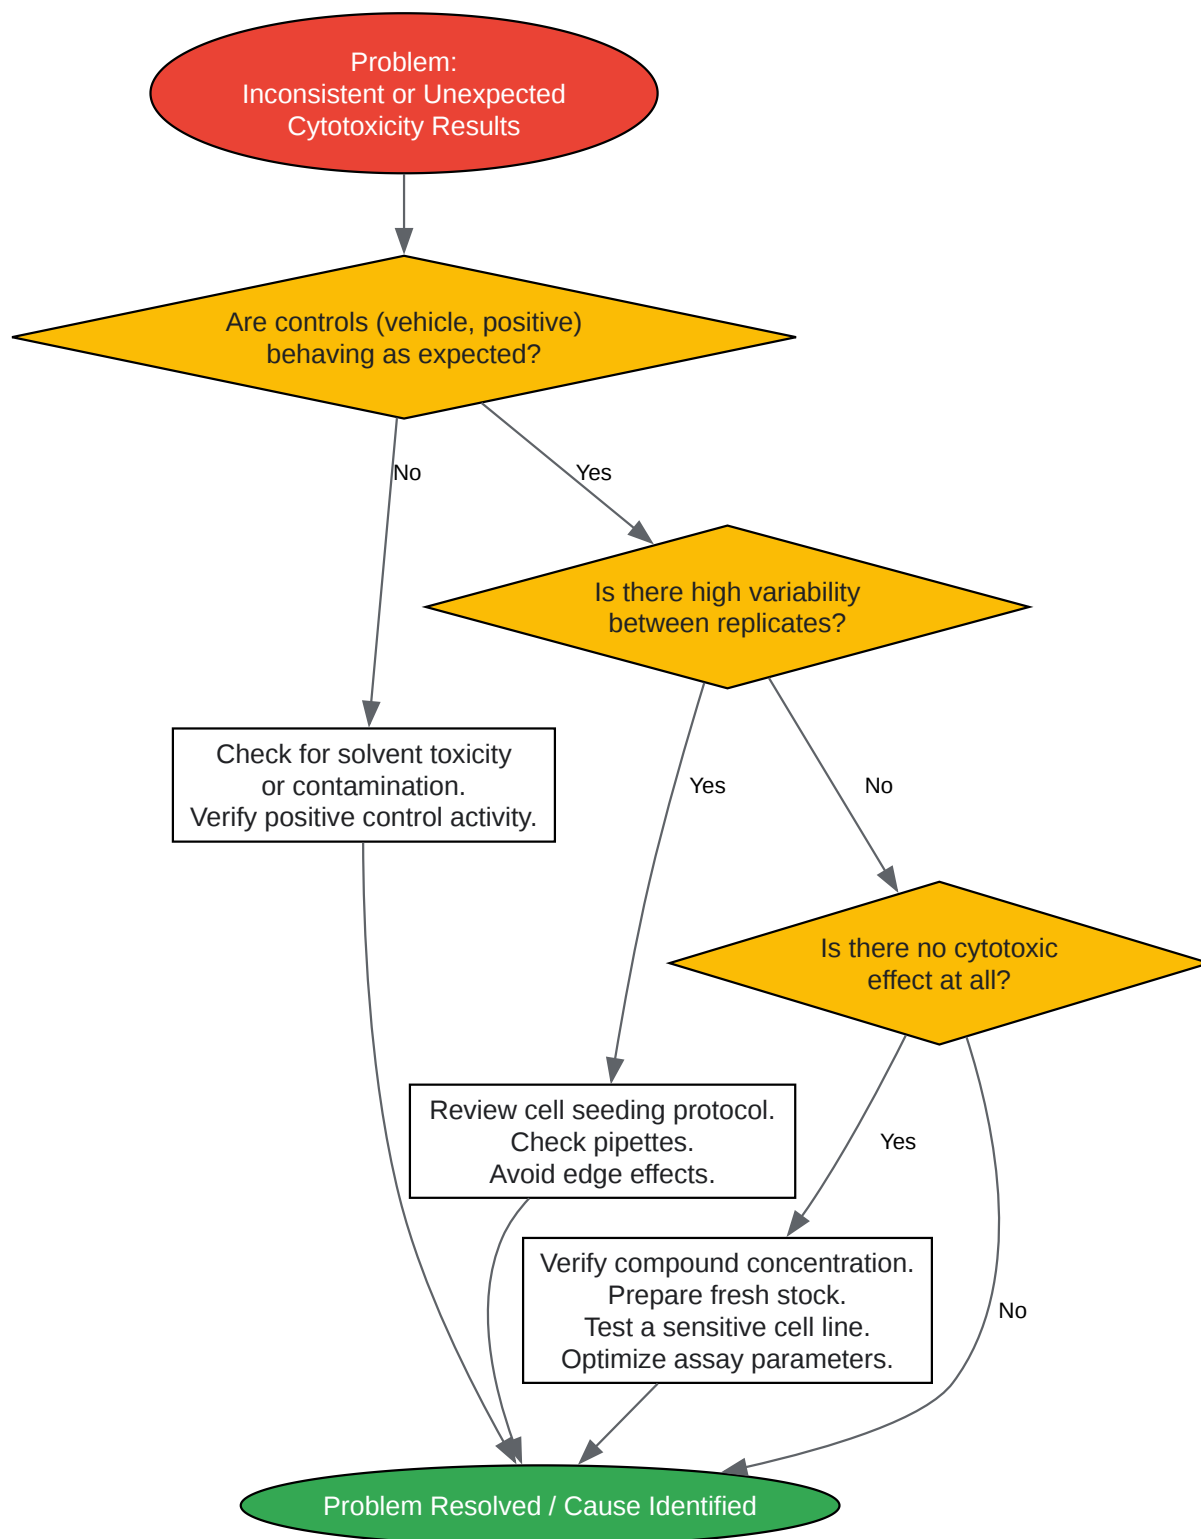 Problem:
Inconsistent or Unexpected
Cytotoxicity Results
Are controls (vehicle, positive)
behaving as expected?
No
Yes
Is there high variability
between replicates?
Check for solvent toxicity
or contamination.
Verify positive control activity.
Yes
No
Is there no cytotoxic
effect at all?
Review cell seeding protocol.
Check pipettes.
Avoid edge effects.
Yes
Verify compound concentration.
Prepare fresh stock.
Test a sensitive cell line.
Optimize assay parameters.
No
Problem Resolved / Cause Identified